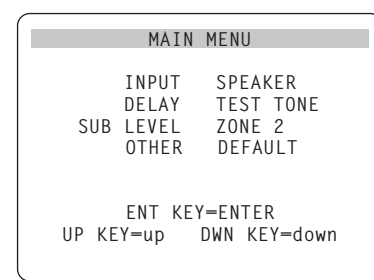 MAIN MENU
INPUT SPEAKER
DELAY TEST TONE
SUB LEVEL ZONE 2
OTHER DEFAULT
ENT KEY=ENTER
UP KEY=up DWN KEY=down